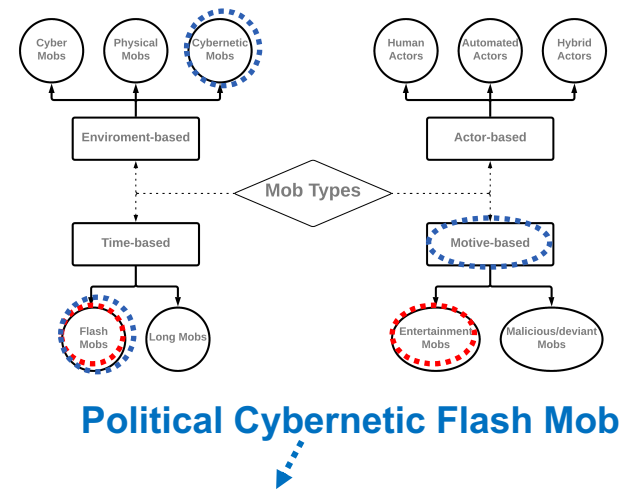 Cyber
Mobs
Physical
Mobs
Cybernetic
Mobs
Human
Actors
Automated
Actors
Hybrid
Actors
Enviroment-based
Actor-based
Mob Types
Time-based
Motive-based
Flash
Mobs
Long Mobs
Entertainment
Mobs
Malicious/deviant
Mobs
Political Cybernetic Flash Mob